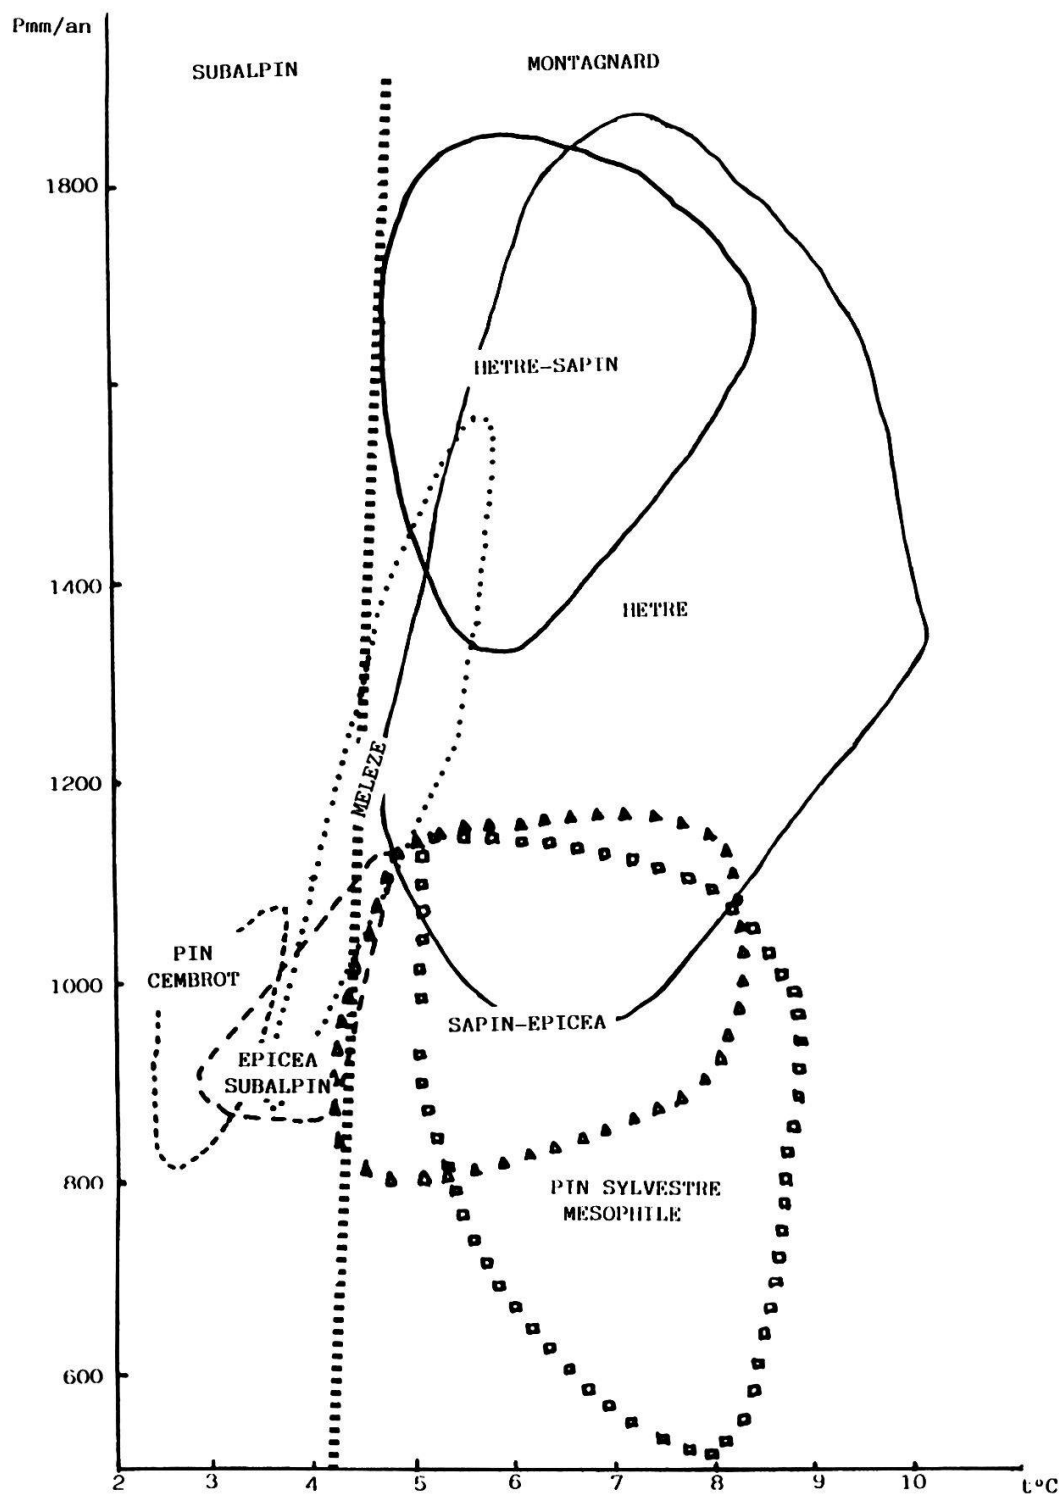 Pmm/an
SUBALPIN
MONTAGNARD
1800
HETRE-SAPIN
1400
HETRE
MELEZE
1200
PIN
CEMBROT
1000
SAPIN-EPICEA
EPICEA
SUBALPIN
800
PIN SYLVESTRE
MESOPHILE
600
2 3 4 5 6 7 8 9 10 t°C